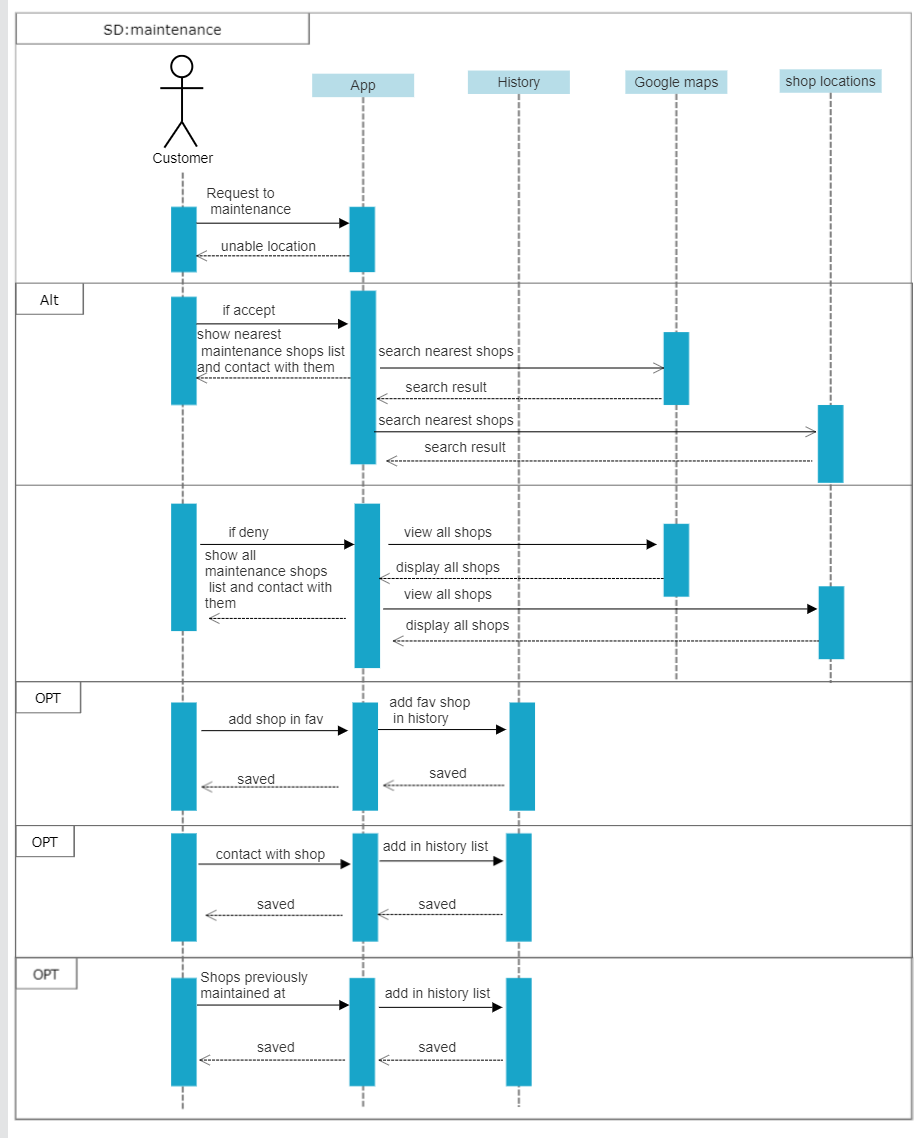 SD:maintenance
Customer
App
History
Google maps
shop locations
Request to
maintenance
unable location
Alt
if accept
show nearest
maintenance shops list
and contact with them
search nearest shops
search result
search nearest shops
search result
if deny
show all
maintenance shops
list and contact with
them
view all shops
display all shops
view all shops
display all shops
OPT
add shop in fav
add fav shop
in history
saved
saved
OPT
contact with shop
add in history list
saved
saved
OPT
Shops previously
maintained at
add in history list
saved
saved